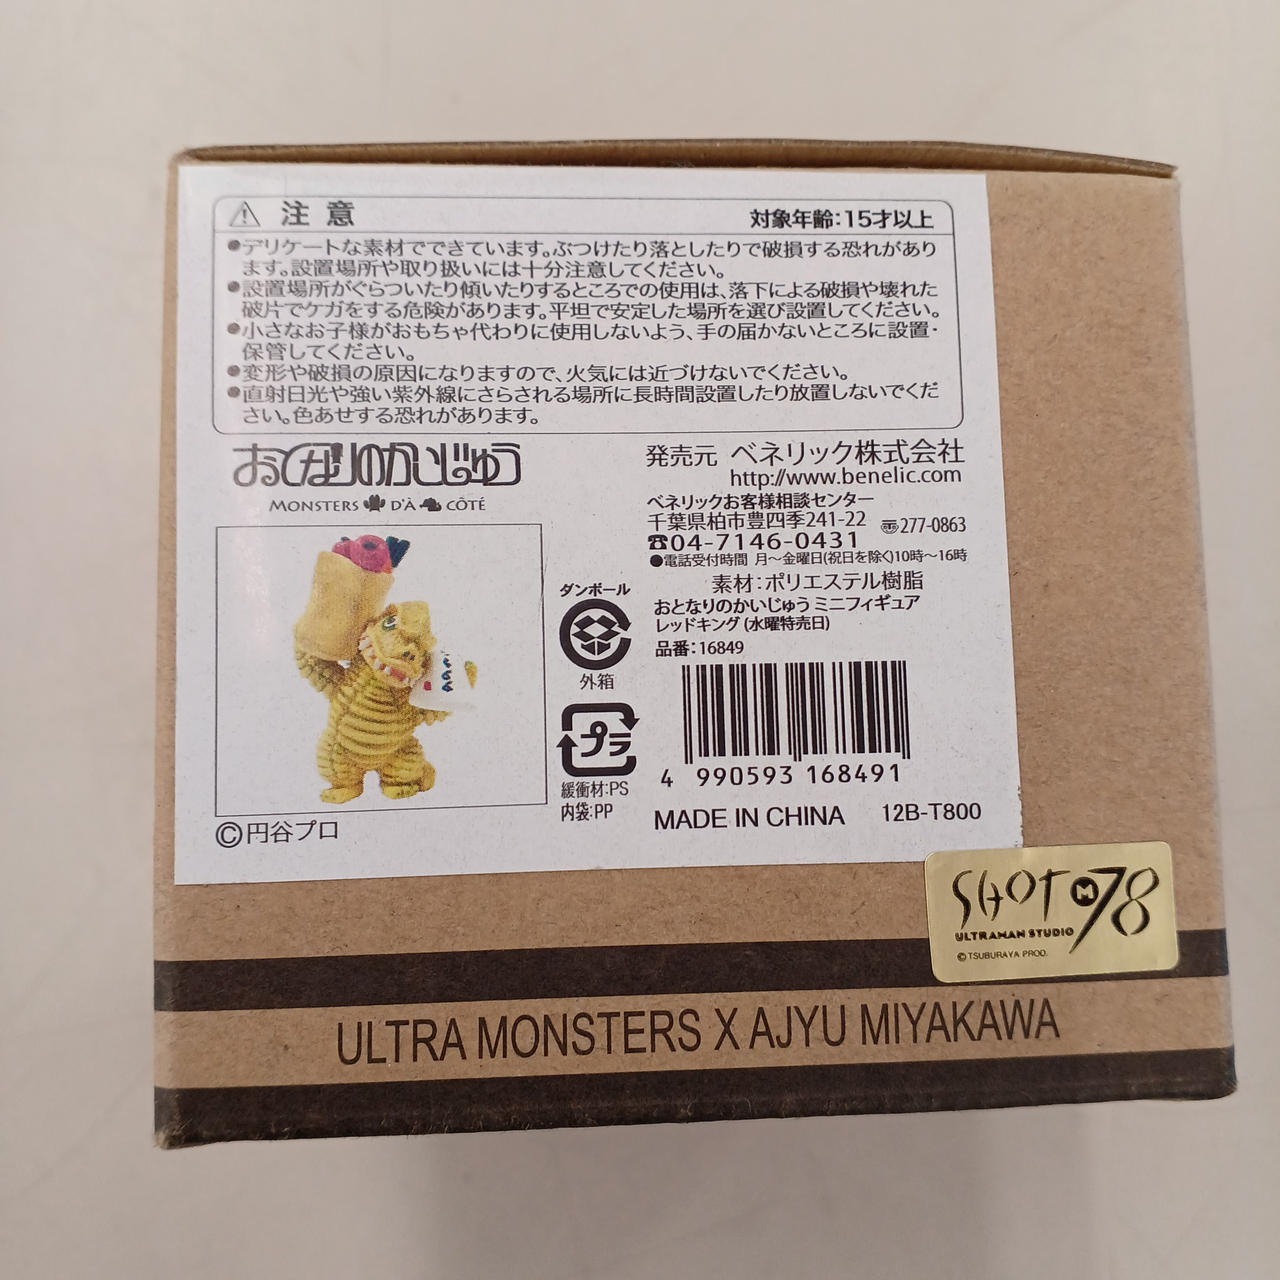 注意
対象年齢:15才以上
●デリケートな素材でできています。ぶつけたり落としたりで破損する恐れがあり
ます。設置場所や取り扱いには十分注意してください。
●設置場所がぐらついたり傾いたりするところでの使用は、落下による破損や壊れた
破片でケガをする危険があります。平坦で安定した場所を選び設置してください。
●小さなお子様がおもちゃ代わりに使用しないよう、手の届かないところに設置・
保管してください。
●変形や破損の原因になりますので、火気には近づけないでください。
●直射日光や強い紫外線にさらされる場所に長時間設置したり放置しないでくだ
さい。色あせする恐れがあります。
おとなりのかいじゅう
MONSTERS D'À CÔTÉ
©円谷プロ
発売元 ベネリック株式会社
http://www.benelic.com
ベネリックお客様相談センター
千葉県柏市豊四季241-22 〠277-0863
☎04-7146-0431
●電話受付時間 月～金曜日(祝日を除く)10時～16時
素材:ポリエステル樹脂
おとなりのかいじゅう ミニフィギュア
レッドキング (水曜特売日)
品番:16849
ダンボール
外箱
プラ
緩衝材:PS
内袋:PP
4 990593 168491
MADE IN CHINA 12B-T800
SHOT M78
ULTRAMAN STUDIO
©TSUBURAYA PROD.
ULTRA MONSTERS X AJYU MIYAKAWA